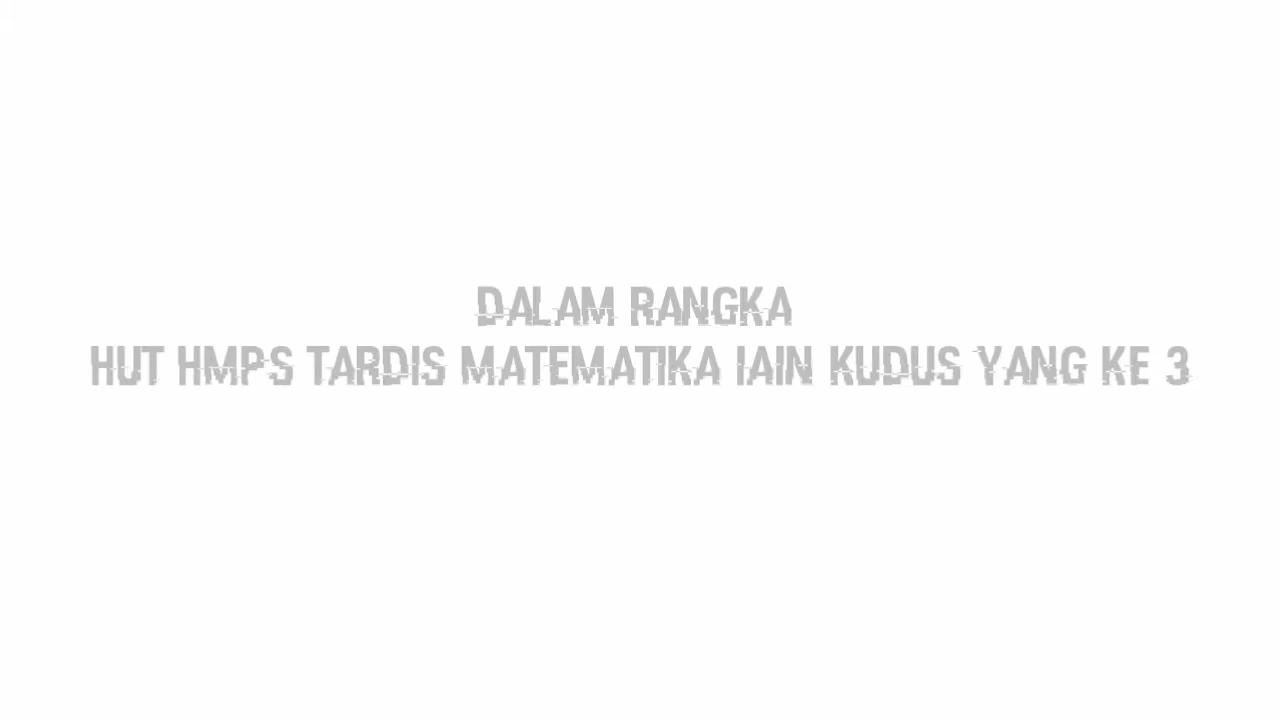 DALAM RANGKA
HUT HMPS TARDIS MATEMATIKA IAIN KUDUS YANG KE 3